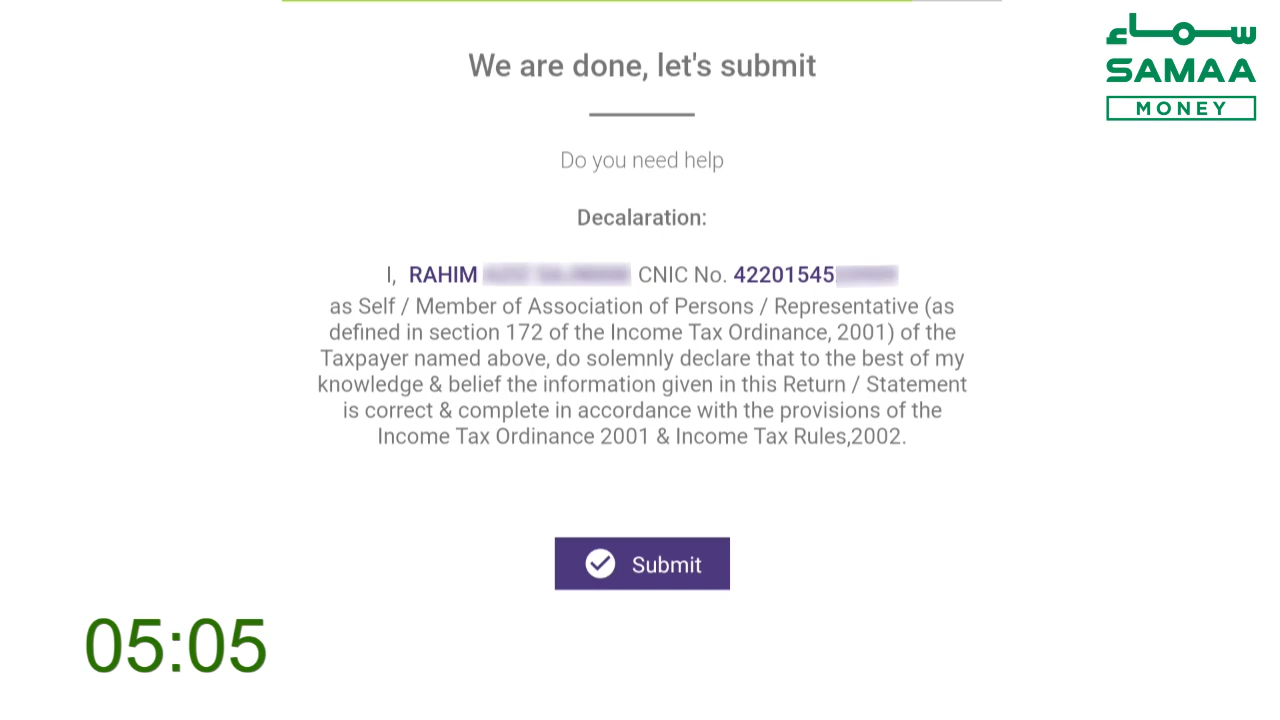 سماء
SAMAA
MONEY
We are done, let's submit
Do you need help
Decalaration:
I, RAHIM CNIC No. 42201545
as Self / Member of Association of Persons / Representative (as
defined in section 172 of the Income Tax Ordinance, 2001) of the
Taxpayer named above, do solemnly declare that to the best of my
knowledge & belief the information given in this Return / Statement
is correct & complete in accordance with the provisions of the
Income Tax Ordinance 2001 & Income Tax Rules,2002.
Submit
05:05